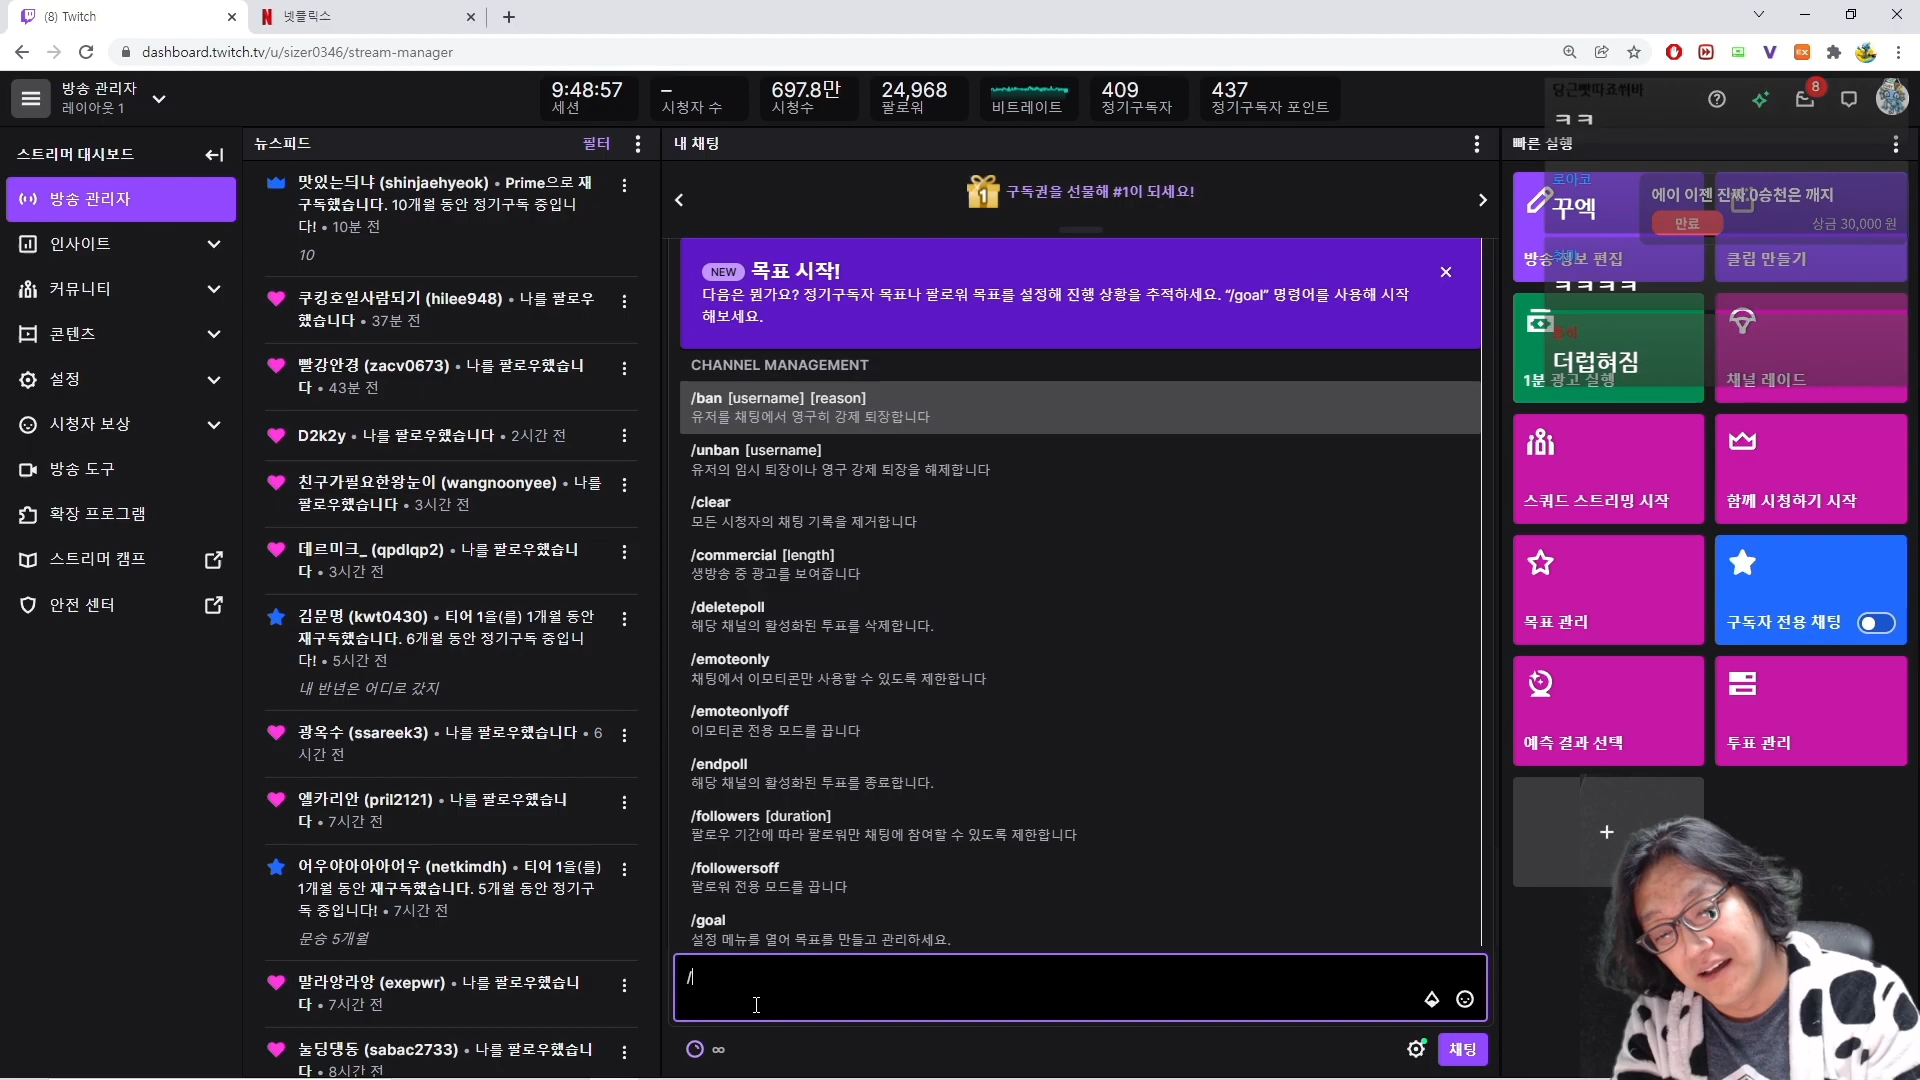 (8) Twitch
넷플릭스
dashboard.twitch.tv/u/sizer0346/stream-manager
방송 관리자
레이아웃 1
9:48:57
세션
–
시청자 수
697.8만
시청수
24,968
팔로워
비트레이트
409
정기구독자
437
정기구독자 포인트
8
스트리머 대시보드
방송 관리자
인사이트
커뮤니티
콘텐츠
설정
시청자 보상
방송 도구
확장 프로그램
스트리머 캠프
안전 센터
뉴스피드
필터
맛있는듸냐 (shinjaehyeok) • Prime으로 재
구독했습니다. 10개월 동안 정기구독 중입니
다! • 10분 전
10
쿠킹호일사람되기 (hilee948) • 나를 팔로우
했습니다 • 37분 전
빨강안경 (zacv0673) • 나를 팔로우했습니
다 • 43분 전
D2k2y • 나를 팔로우했습니다 • 2시간 전
친구가필요한왕눈이 (wangnoonyee) • 나를
팔로우했습니다 • 3시간 전
데르미크_ (qpdlqp2) • 나를 팔로우했습니
다 • 3시간 전
김문명 (kwt0430) • 티어 1을(를) 1개월 동안
재구독했습니다. 6개월 동안 정기구독 중입니
다! • 5시간 전
내 반년은 어디로 갔지
광옥수 (ssareek3) • 나를 팔로우했습니다 • 6
시간 전
엘카리안 (pril2121) • 나를 팔로우했습니
다 • 7시간 전
어우야아아아여우 (netkimdh) • 티어 1을(를)
1개월 동안 재구독했습니다. 5개월 동안 정기구
독 중입니다! • 7시간 전
문승 5개월
말라앙라앙 (exepwr) • 나를 팔로우했습니
다 • 7시간 전
눌딩댕동 (sabac2733) • 나를 팔로우했습니
다 • 8시간 전
내 채팅
1
구독권을 선물해 #1이 되세요!
NEW 목표 시작!
다음은 뭔가요? 정기구독자 목표나 팔로워 목표를 설정해 진행 상황을 추적하세요. “/goal” 명령어를 사용해 시작
해보세요.
CHANNEL MANAGEMENT
/ban [username] [reason]
유저를 채팅에서 영구히 강제 퇴장합니다
/unban [username]
유저의 임시 퇴장이나 영구 강제 퇴장을 해제합니다
/clear
모든 시청자의 채팅 기록을 제거합니다
/commercial [length]
생방송 중 광고를 보여줍니다
/deletepoll
해당 채널의 활성화된 투표를 삭제합니다.
/emoteonly
채팅에서 이모티콘만 사용할 수 있도록 제한합니다
/emoteonlyoff
이모티콘 전용 모드를 끕니다
/endpoll
해당 채널의 활성화된 투표를 종료합니다.
/followers [duration]
팔로우 기간에 따라 팔로워만 채팅에 참여할 수 있도록 제한합니다
/followersoff
팔로워 전용 모드를 끕니다
/goal
설정 메뉴를 열어 목표를 만들고 관리하세요.
/
채팅
빠른 실행
ㅋㅋ
로아코
꾸엑
에이 이젠 진짜 0승천은 깨지
만료
상금 30,000 원
방송 정보 편집
클립 만들기
ㅋㅋㅋㅋ
더럽혀짐
1분 광고 실행
채널 레이드
스쿼드 스트리밍 시작
함께 시청하기 시작
목표 관리
구독자 전용 채팅
예측 결과 선택
투표 관리